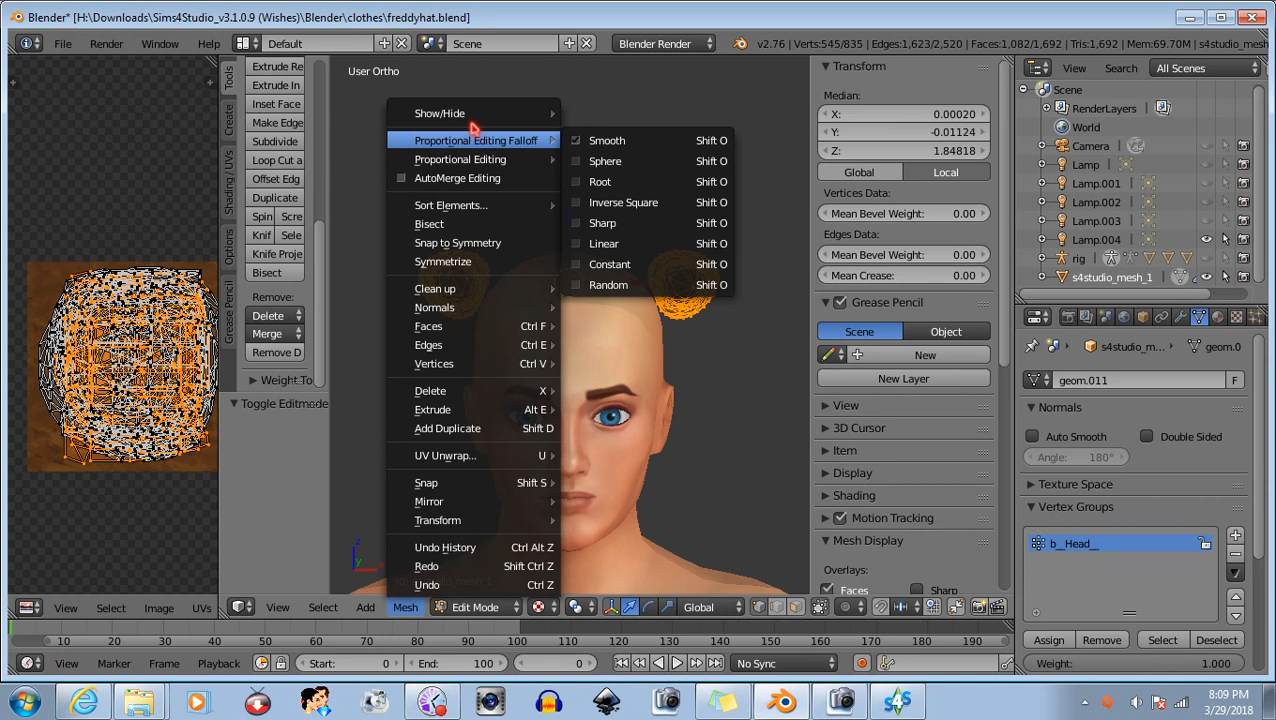 Blender* [H:\Downloads\Sims4Studio_v3.1.0.9 (Wishes)\Blender\clothes\freddyhat.blend]
File Render Window Help Default Scene Blender Render v2.76 | Verts:545/835 | Edges:1,623/2,520 | Faces:1,082/1,692 | Tris:1,692 | Mem:69.70M | s4studio_mesh
Tools
Create
Shading / UVs
Options
Grease Pencil
Extrude Re
Extrude In
Inset Face
Make Edge
Subdivide
Loop Cut a
Offset Edg
Duplicate
Spin Scre
Knif Sele
Knife Proje
Bisect
Remove:
Delete
Merge
Remove D
Weight To
Toggle Editmode
User Ortho
Show/Hide
Proportional Editing Falloff
Proportional Editing
AutoMerge Editing
Sort Elements...
Bisect
Snap to Symmetry
Symmetrize
Clean up
Normals
Faces Ctrl F
Edges Ctrl E
Vertices Ctrl V
Delete X
Extrude Alt E
Add Duplicate Shift D
UV Unwrap... U
Snap Shift S
Mirror
Transform
Undo History Ctrl Alt Z
Redo Shift Ctrl Z
Undo Ctrl Z
Smooth Shift O
Sphere Shift O
Root Shift O
Inverse Square Shift O
Sharp Shift O
Linear Shift O
Constant Shift O
Random Shift O
z
y
Transform
Median:
X: 0.00020
Y: -0.01124
Z: 1.84818
Global Local
Vertices Data:
Mean Bevel Weight: 0.00
Edges Data:
Mean Bevel Weight: 0.00
Mean Crease: 0.00
Grease Pencil
Scene Object
New
New Layer
View
3D Cursor
Item
Display
Shading
Motion Tracking
Mesh Display
Overlays:
Faces Sharp
View Search All Scenes
Scene
RenderLayers
World
Camera
Lamp
Lamp.001
Lamp.002
Lamp.003
Lamp.004
rig
s4studio_mesh_1
s4studio_m... geom.0
geom.011 F
Normals
Auto Smooth Double Sided
Angle: 180°
Texture Space
Vertex Groups
b__Head__
Assign Remove Select Deselect
Weight: 1.000
View Select Image UVs
View Select Add Mesh Edit Mode Global
10 20 30 40 50 60 70 80 90 100 110 120 130 140 150 160 170 180 190
View Marker Frame Playback Start: 0 End: 100 0 No Sync
8:09 PM
3/29/2018